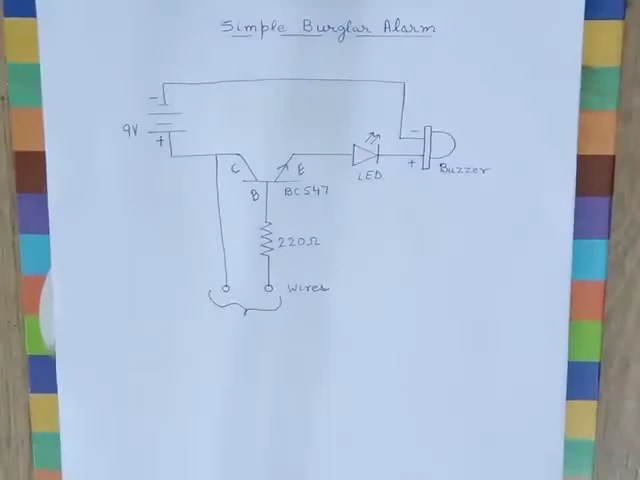 Simple Burglar Alarm
-
9V
+
C
E
B
BC547
LED
-
+
Buzzer
220Ω
wires